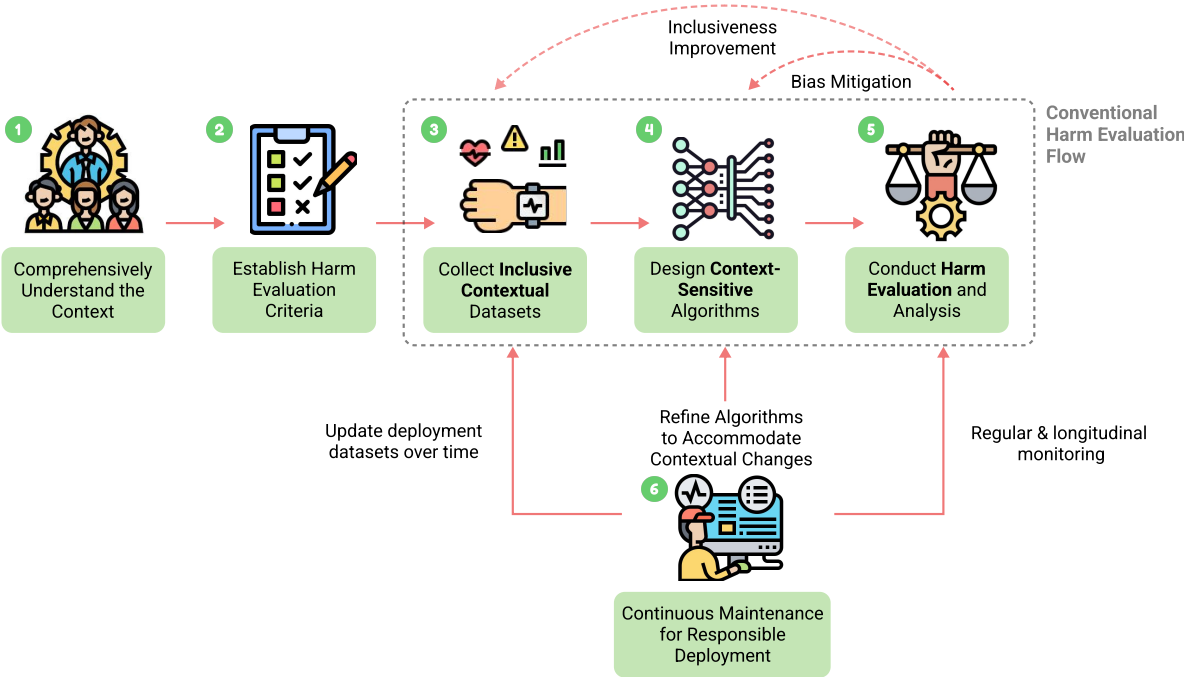 Inclusiveness
Improvement
Bias Mitigation
Conventional
Harm Evaluation
Flow
1
2
3
4
5
Comprehensively
Understand the
Context
Establish Harm
Evaluation
Criteria
Collect Inclusive
Contextual
Datasets
Design Context-
Sensitive
Algorithms
Conduct Harm
Evaluation and
Analysis
Update deployment
datasets over time
Refine Algorithms
to Accommodate
Contextual Changes
Regular & longitudinal
monitoring
6
Continuous Maintenance
for Responsible
Deployment